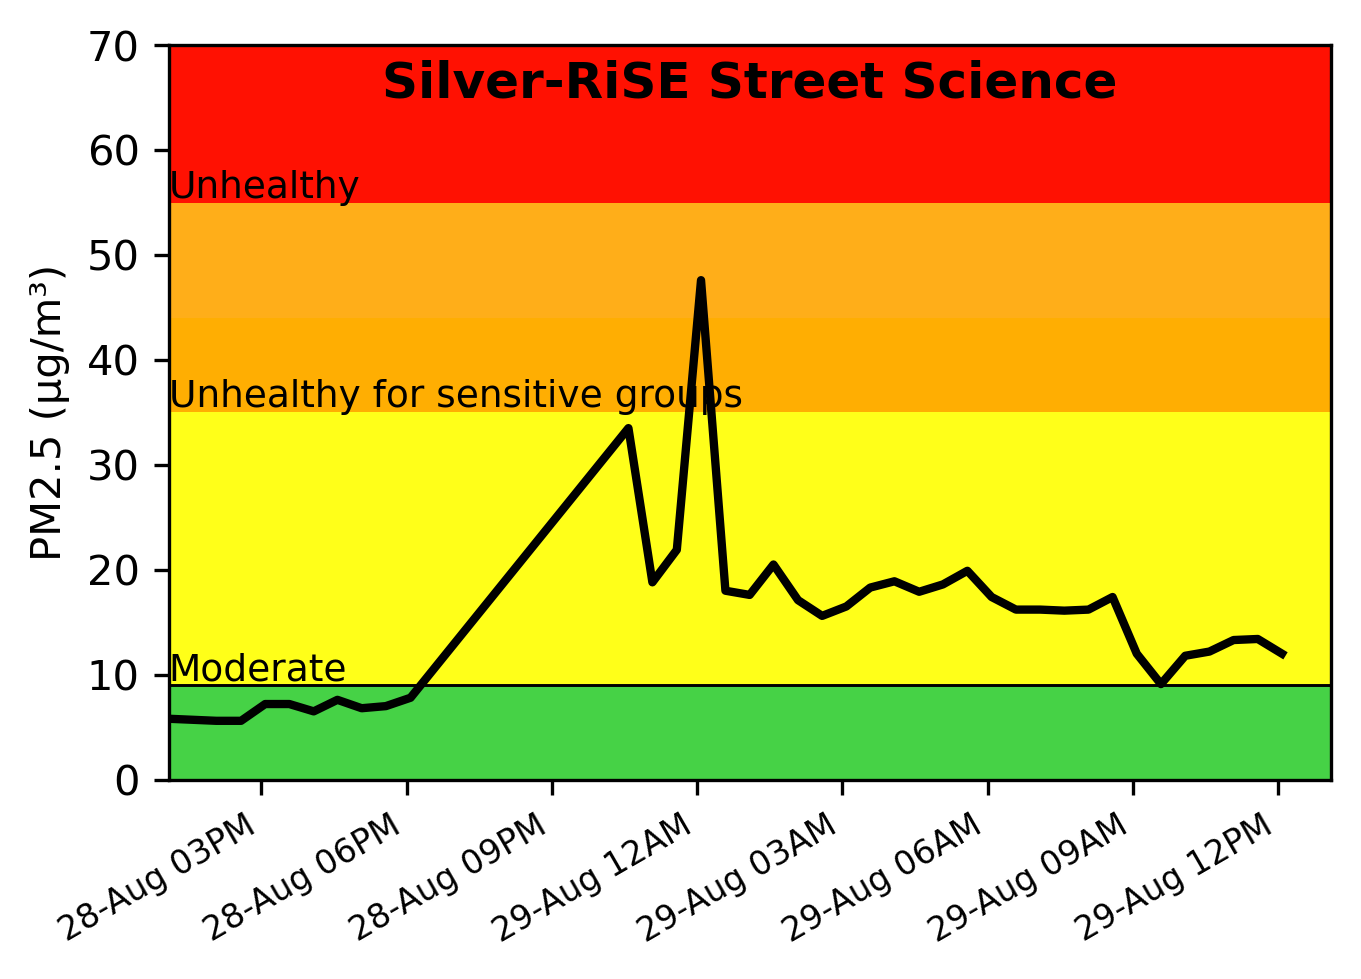 Silver-RiSE Street Science
70
60
50
40
30
20
10
0
PM2.5 (µg/m³)
Unhealthy
Unhealthy for sensitive groups
Moderate
28-Aug 03PM
28-Aug 06PM
28-Aug 09PM
29-Aug 12AM
29-Aug 03AM
29-Aug 06AM
29-Aug 09AM
29-Aug 12PM